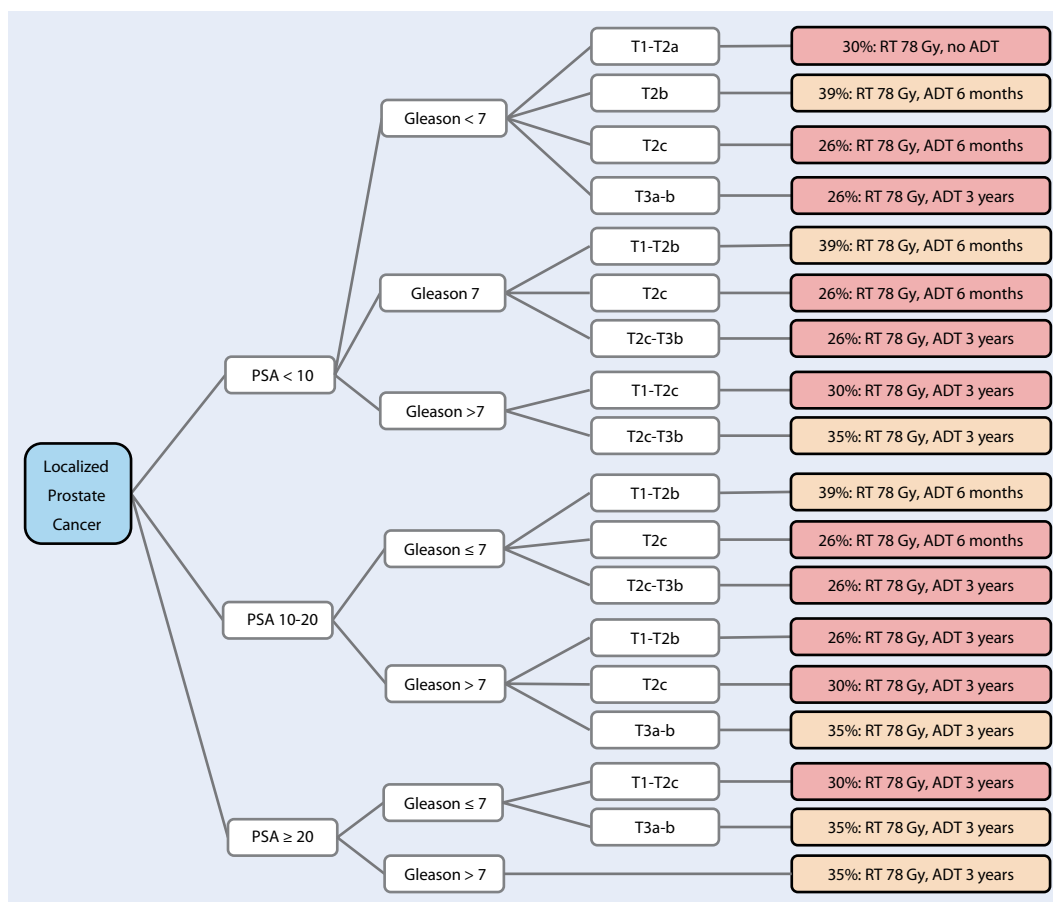 T1-T2a
30%: RT 78 Gy, no ADT
T2b
39%: RT 78 Gy, ADT 6 months
Gleason < 7
T2c
26%: RT 78 Gy, ADT 6 months
T3a-b
26%: RT 78 Gy, ADT 3 years
T1-T2b
39%: RT 78 Gy, ADT 6 months
Gleason 7
T2c
26%: RT 78 Gy, ADT 6 months
T2c-T3b
26%: RT 78 Gy, ADT 3 years
PSA < 10
T1-T2c
30%: RT 78 Gy, ADT 3 years
Gleason >7
T2c-T3b
35%: RT 78 Gy, ADT 3 years
Localized
Prostate
Cancer
T1-T2b
39%: RT 78 Gy, ADT 6 months
Gleason ≤ 7
T2c
26%: RT 78 Gy, ADT 6 months
T2c-T3b
26%: RT 78 Gy, ADT 3 years
PSA 10-20
T1-T2b
26%: RT 78 Gy, ADT 3 years
Gleason > 7
T2c
30%: RT 78 Gy, ADT 3 years
T3a-b
35%: RT 78 Gy, ADT 3 years
T1-T2c
30%: RT 78 Gy, ADT 3 years
Gleason ≤ 7
T3a-b
35%: RT 78 Gy, ADT 3 years
PSA ≥ 20
Gleason > 7
35%: RT 78 Gy, ADT 3 years